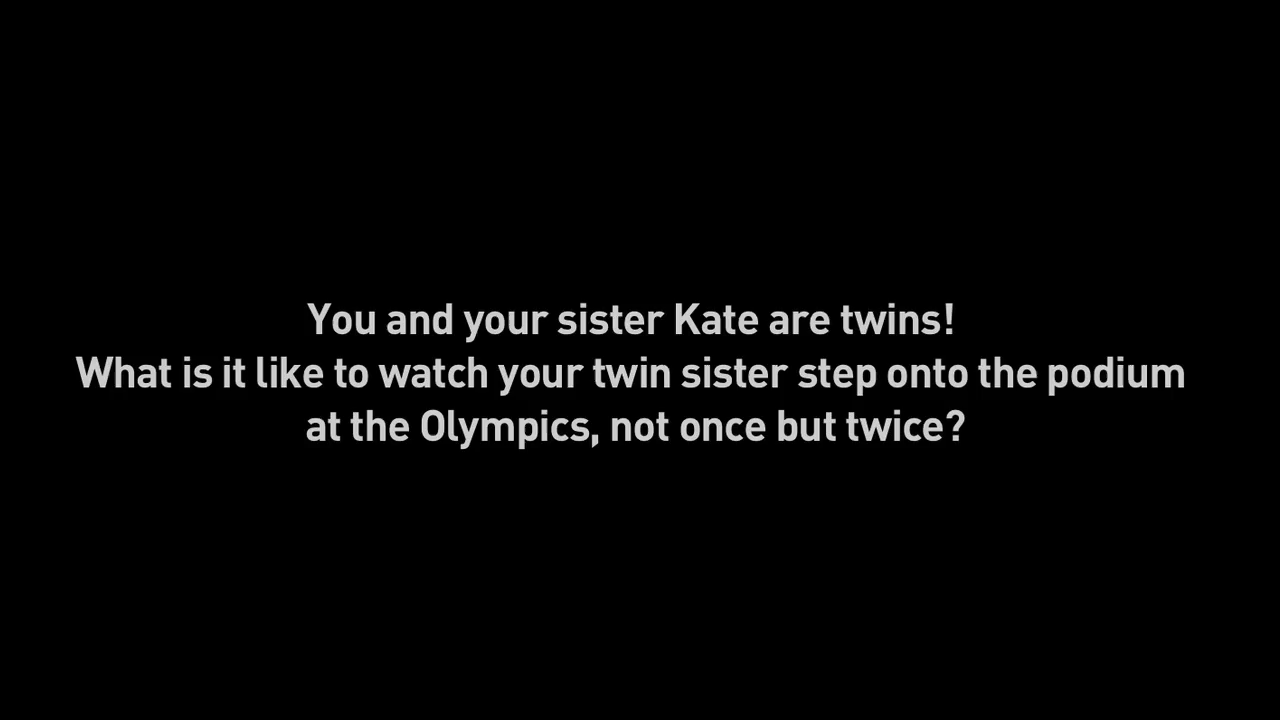 You and your sister Kate are twins!
What is it like to watch your twin sister step onto the podium
at the Olympics, not once but twice?